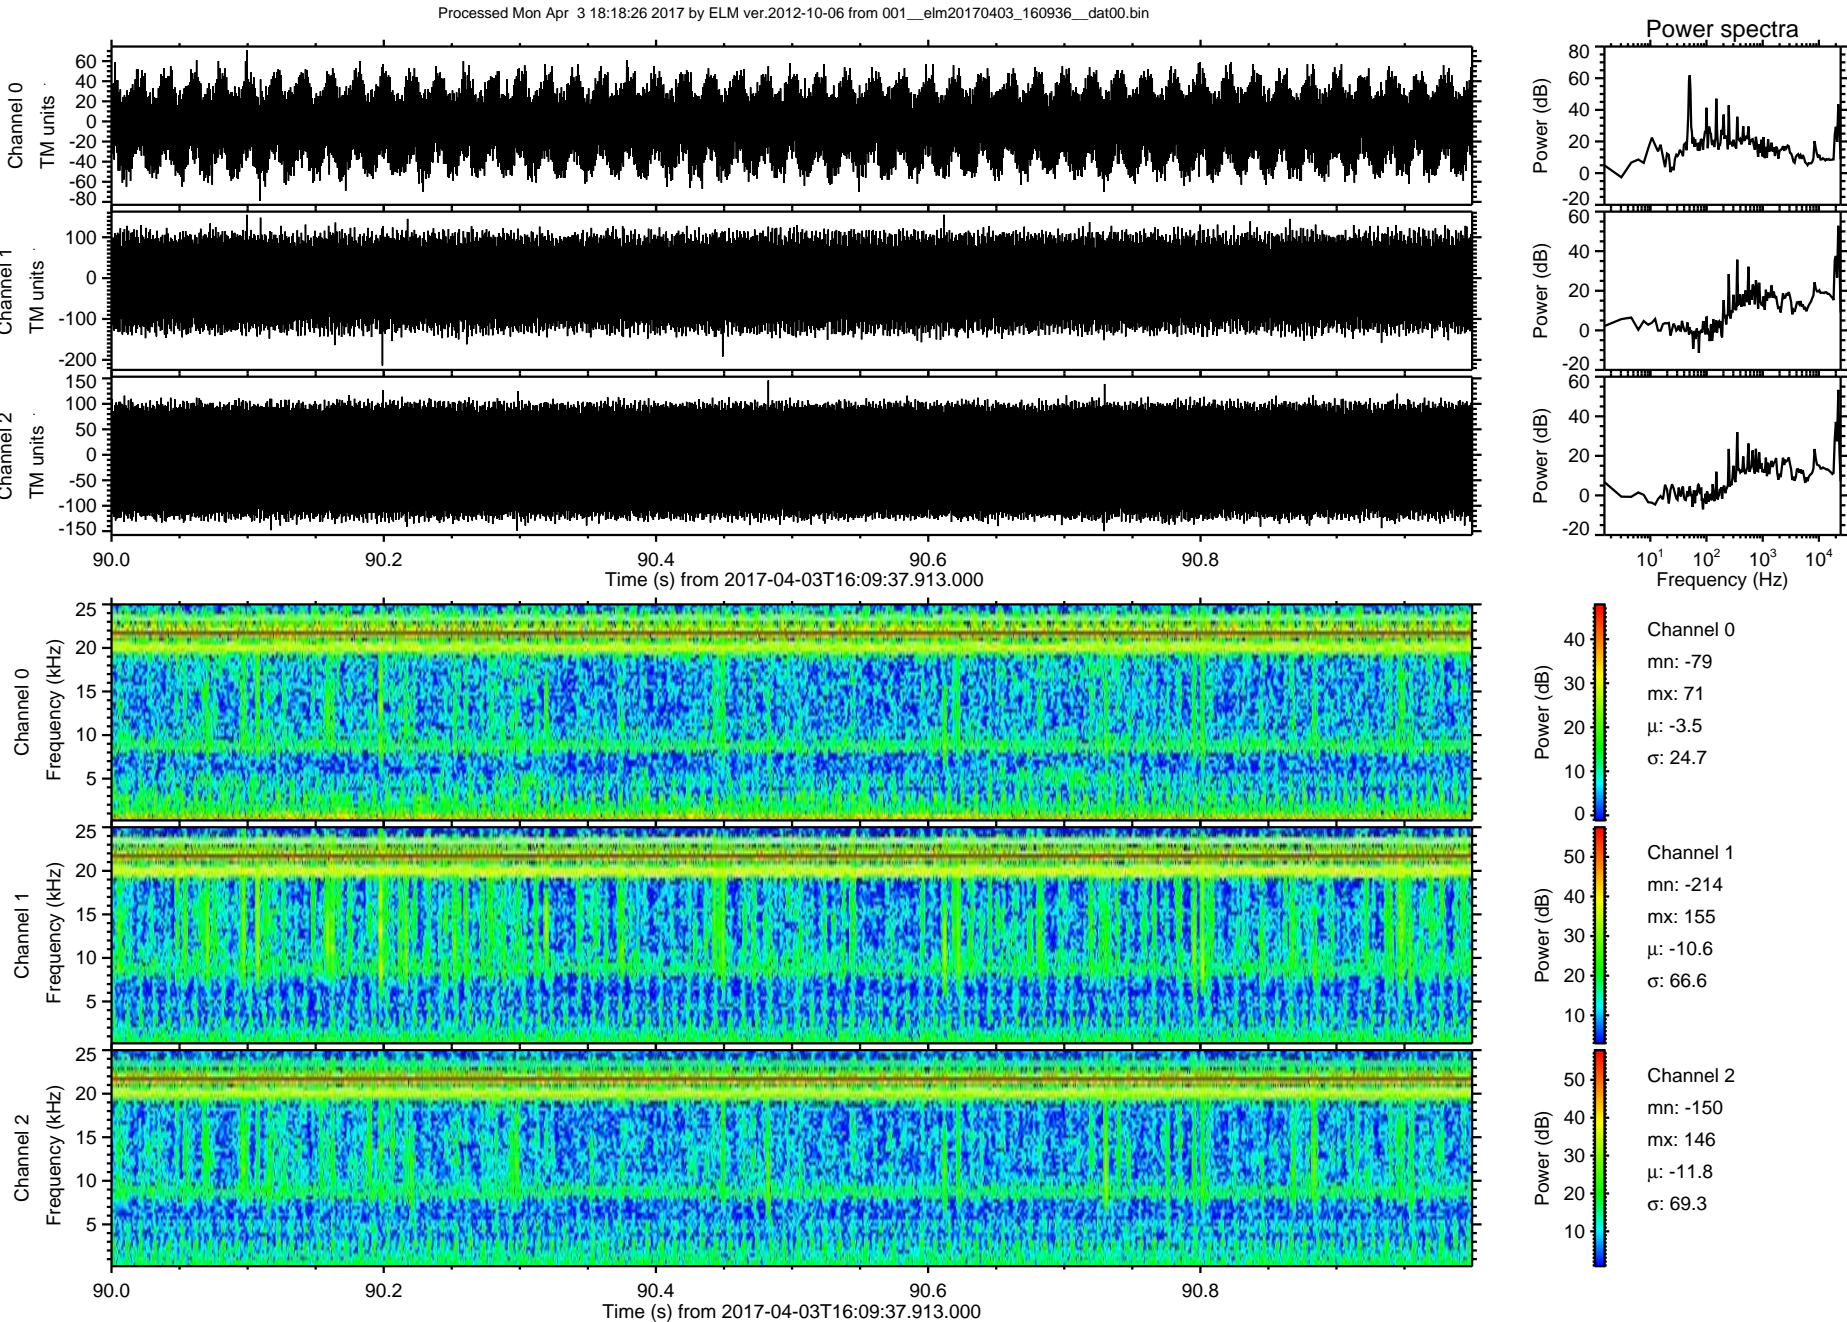 Processed Mon Apr  3 18:18:26 2017 by ELM ver.2012-10-06 from 001__elm20170403_160936__dat00.bin
Power spectra
Channel 0
TM units
60
40
20
0
-20
-40
-60
-80
Power (dB)
80
60
40
20
0
-20
Channel 1
TM units
100
0
-100
-200
Power (dB)
60
40
20
0
-20
Channel 2
TM units
150
100
50
0
-50
-100
-150
Power (dB)
60
40
20
0
-20
90.0 90.2 90.4 90.6 90.8
Time (s) from 2017-04-03T16:09:37.913.000
10^1 10^2 10^3 10^4
Frequency (Hz)
Channel 0
Frequency (kHz)
25
20
15
10
5
Power (dB)
40
30
20
10
0
Channel 0
mn: -79
mx: 71
μ: -3.5
σ: 24.7
Channel 1
Frequency (kHz)
25
20
15
10
5
Power (dB)
50
40
30
20
10
Channel 1
mn: -214
mx: 155
μ: -10.6
σ: 66.6
Channel 2
Frequency (kHz)
25
20
15
10
5
Power (dB)
50
40
30
20
10
Channel 2
mn: -150
mx: 146
μ: -11.8
σ: 69.3
90.0 90.2 90.4 90.6 90.8
Time (s) from 2017-04-03T16:09:37.913.000